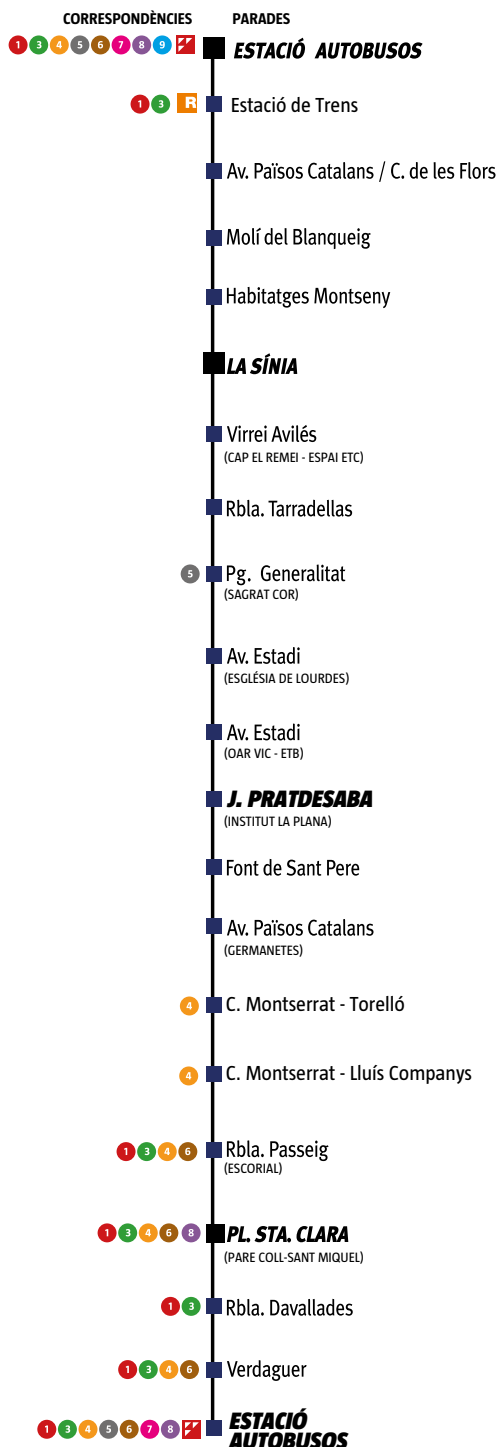 CORRESPONDÈNCIES PARADES
1 3 4 5 6 7 8 9 ESTACIÓ AUTOBUSOS
1 3 R Estació de Trens
Av. Països Catalans / C. de les Flors
Molí del Blanqueig
Habitatges Montseny
LA SÍNIA
Virrei Avilés
(CAP EL REMEI - ESPAI ETC)
Rbla. Tarradellas
5 Pg. Generalitat
(SAGRAT COR)
Av. Estadi
(ESGLÉSIA DE LOURDES)
Av. Estadi
(OAR VIC - ETB)
J. PRATDESABA
(INSTITUT LA PLANA)
Font de Sant Pere
Av. Països Catalans
(GERMANETES)
4 C. Montserrat - Torelló
4 C. Montserrat - Lluís Companys
1 3 4 6 Rbla. Passeig
(ESCORIAL)
1 3 4 6 8 PL. STA. CLARA
(PARE COLL-SANT MIQUEL)
1 3 Rbla. Davallades
1 3 4 6 Verdaguer
1 3 4 5 6 7 8 ESTACIÓ
AUTOBUSOS